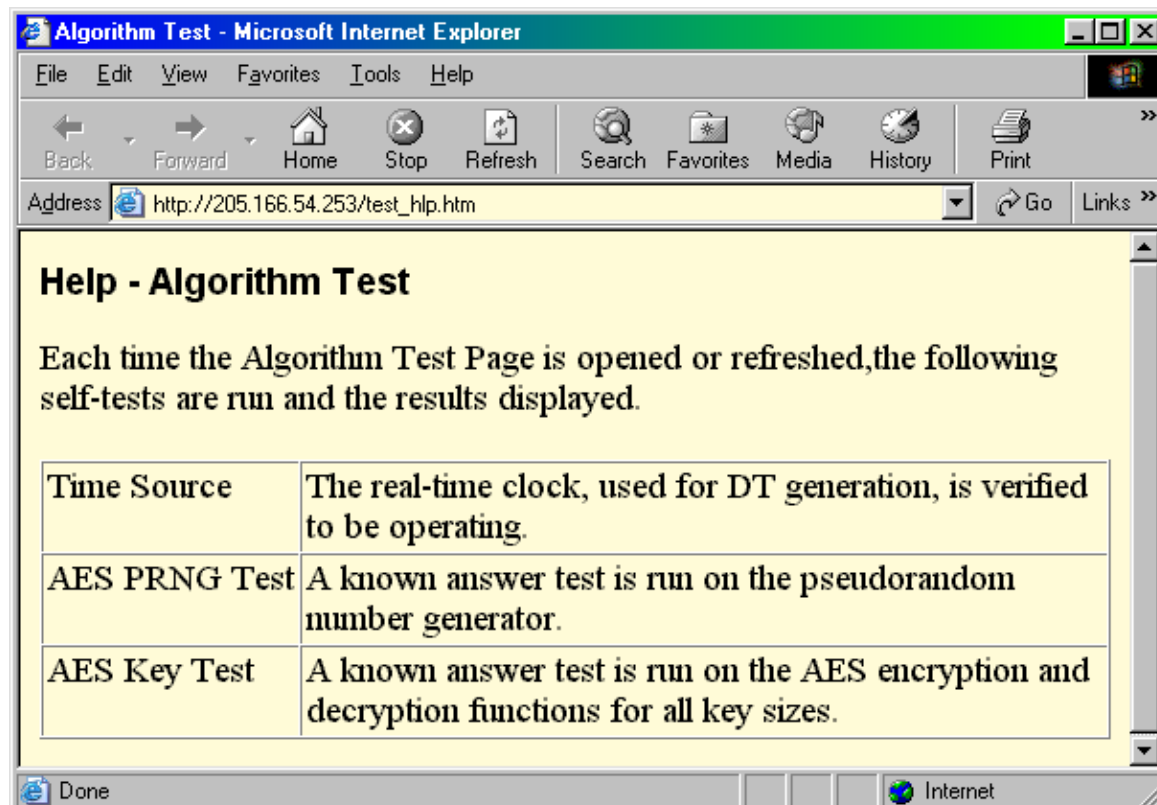 Algorithm Test - Microsoft Internet Explorer
File Edit View Favorites Tools Help
Back Forward Home Stop Refresh Search Favorites Media History Print »
Address http://205.166.54.253/test_hlp.htm Go Links »
Help - Algorithm Test
Each time the Algorithm Test Page is opened or refreshed,the following
self-tests are run and the results displayed.
Time Source The real-time clock, used for DT generation, is verified
to be operating.
AES PRNG Test A known answer test is run on the pseudorandom
number generator.
AES Key Test A known answer test is run on the AES encryption and
decryption functions for all key sizes.
Done Internet